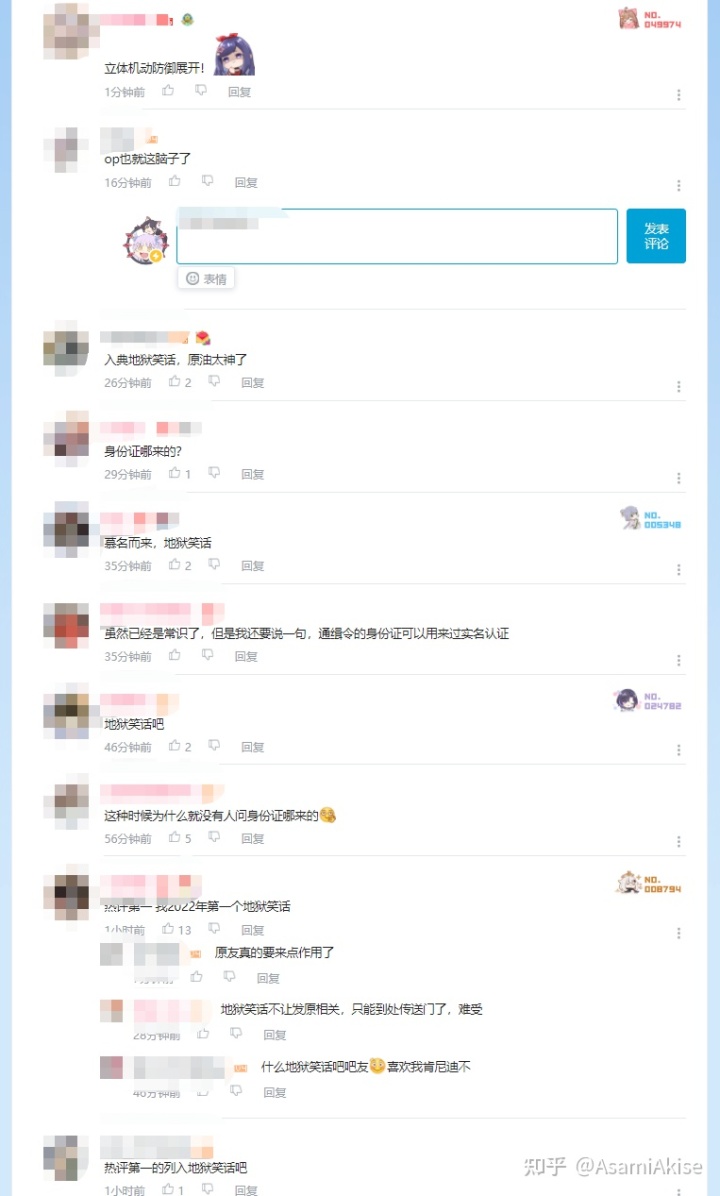 NO.
049974
立体机动防御展开!
1分钟前 回复
op也就这脑子了
16分钟前 回复
发表
评论
表情
入典地狱笑话，原油太神了
26分钟前 2 回复
身份证哪来的?
29分钟前 1 回复
NO.
005348
慕名而来，地狱笑话
35分钟前 2 回复
虽然已经是常识了，但是我还要说一句，通缉令的身份证可以用来过实名认证
35分钟前 回复
NO.
024782
地狱笑话吧
46分钟前 2 回复
这种时候为什么就没有人问身份证哪来的
56分钟前 5 回复
NO.
008794
热评第一 我2022年第一个地狱笑话
1小时前 13 回复
原友真的要来点作用了
回复
地狱笑话不让发原相关，只能到处传送门了，难受
28分钟前 回复
什么地狱笑话吧吧友喜欢我肯尼迪不
46分钟前 回复
热评第一的列入地狱笑话吧
1小时前 1 回复
知乎 @AsamiAkise